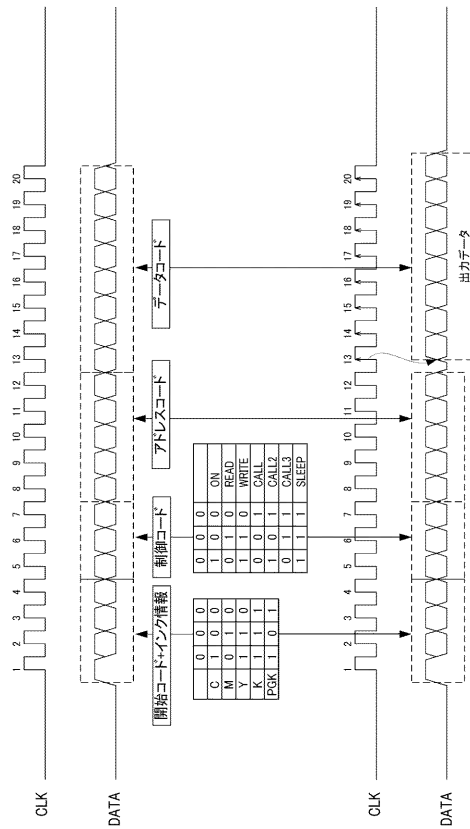 CLK
1 2 3 4 5 6 7 8 9 10 11 12 13 14 15 16 17 18 19 20
DATA
開始コード+インク情報
制御コード
アドレスコード
データコード
0 0 0
C 1 0 0
M 0 1 0
Y 1 1 0
K 0 0 1
PGK 1 0 1
0 0 0
1 0 0 ON
0 1 0 READ
1 1 0 WRITE
0 0 1 CALL
1 0 1 CALL2
0 1 1 CALL3
1 1 1 SLEEP
CLK
1 2 3 4 5 6 7 8 9 10 11 12 13 14 15 16 17 18 19 20
DATA
出力データ